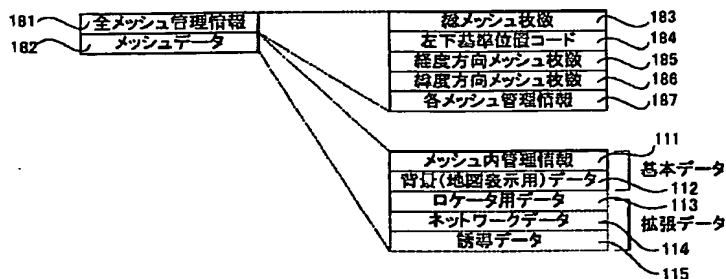 181 全メッシュ管理情報
182 メッシュデータ
総メッシュ枚数 183
左下基準位置コード 184
経度方向メッシュ枚数 185
緯度方向メッシュ枚数 186
各メッシュ管理情報 187
メッシュ内管理情報 111
背景(地図表示用)データ 112
基本データ
ロケータ用データ 113
ネットワークデータ 114
誘導データ 115
拡張データ